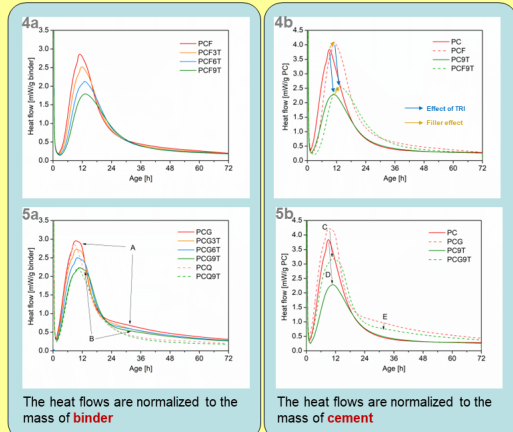 4a
3.5
3.0
2.5
2.0
1.5
1.0
0.5
0.0
0
12
24
36
48
60
72
Heat flow [mW/g binder]
Age [h]
PCF
PCF3T
PCF6T
PCF9T
4b
4.5
4.0
3.5
3.0
2.5
2.0
1.5
1.0
0.5
0.0
0
12
24
36
48
60
72
Heat flow [mW/g PC]
Age [h]
PC
PCF
PC9T
PCF9T
Effect of TRI
Filler effect
5a
3.5
3.0
2.5
2.0
1.5
1.0
0.5
0.0
0
12
24
36
48
60
72
Heat flow [mW/g binder]
Age [h]
PCG
PCG3T
PCG6T
PCG9T
PCQ
PCQ9T
A
B
5b
4.5
4.0
3.5
3.0
2.5
2.0
1.5
1.0
0.5
0.0
0
12
24
36
48
60
72
Heat flow [mW/g PC]
Age [h]
PC
PCG
PC9T
PCG9T
C
D
E
The heat flows are normalized to the
mass of binder
The heat flows are normalized to the
mass of cement